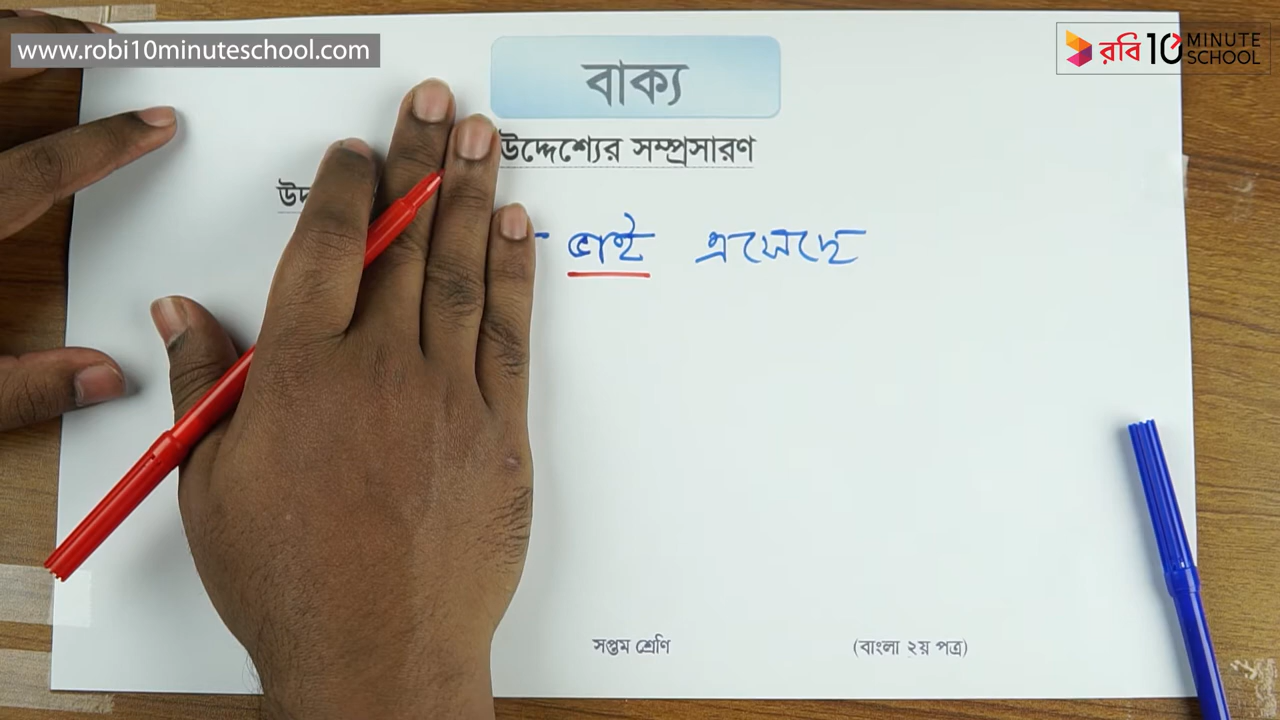 www.robi10minuteschool.com
রবি 10 MINUTE SCHOOL
বাক্য
উদ্দেশ্যের সম্প্রসারণ
ভাই এসেছে
সপ্তম শ্রেণি
(বাংলা ২য় পত্র)